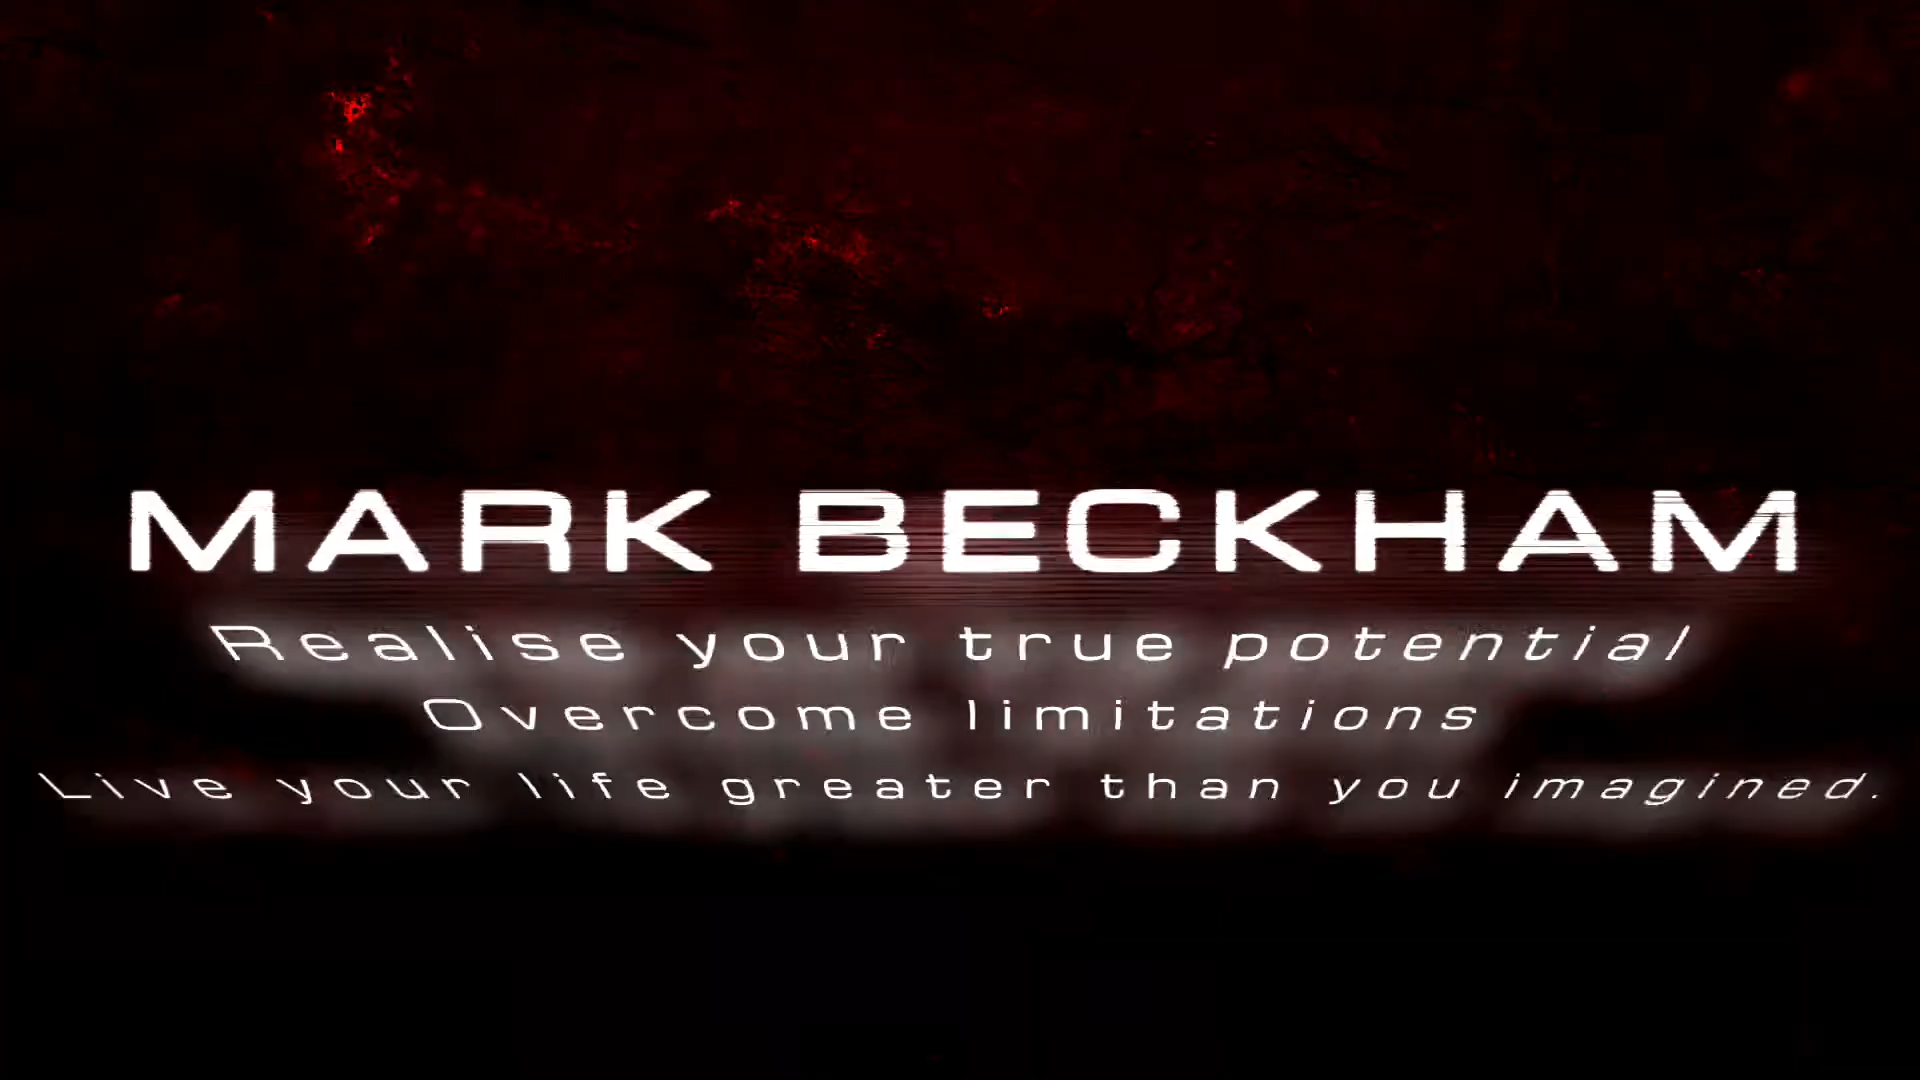 MARK BECKHAM
Realise your true potential
Overcome limitations
Live your life greater than you imagined.